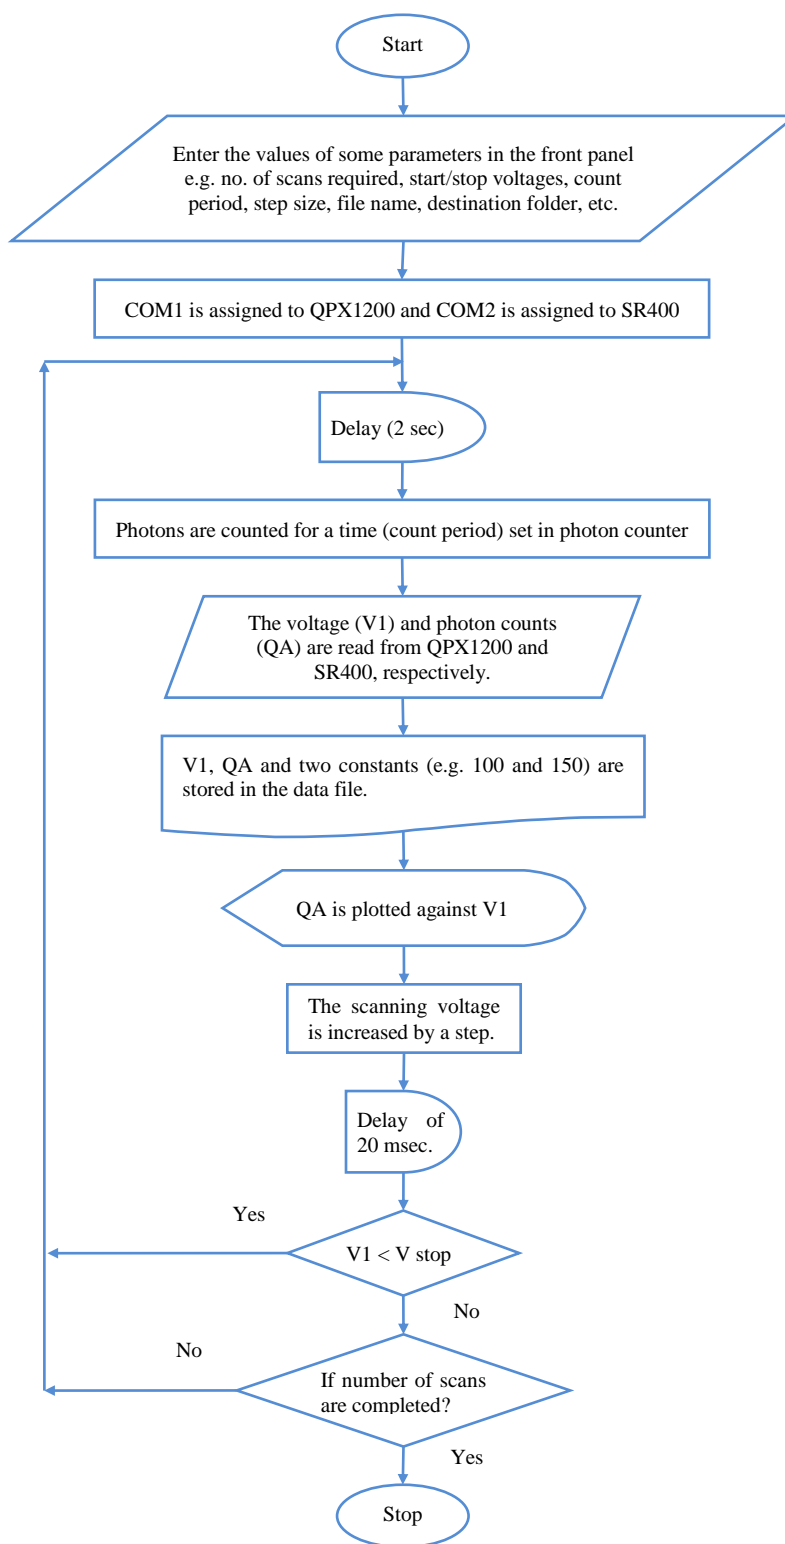 Start
Enter the values of some parameters in the front panel
e.g. no. of scans required, start/stop voltages, count
period, step size, file name, destination folder, etc.
COM1 is assigned to QPX1200 and COM2 is assigned to SR400
Delay (2 sec)
Photons are counted for a time (count period) set in photon counter
The voltage (V1) and photon counts
(QA) are read from QPX1200 and
SR400, respectively.
V1, QA and two constants (e.g. 100 and 150) are
stored in the data file.
QA is plotted against V1
The scanning voltage
is increased by a step.
Delay of
20 msec.
Yes
V1 < V stop
No
No
If number of scans
are completed?
Yes
Stop